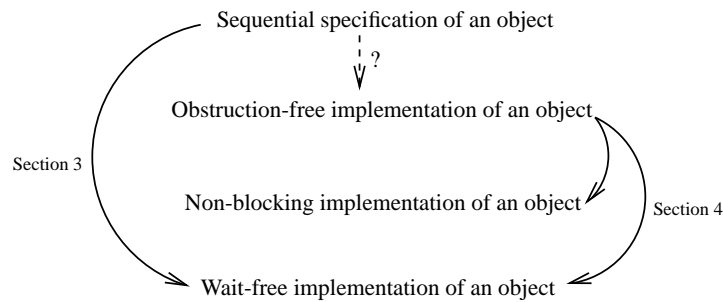 Sequential specification of an object
?
Obstruction-free implementation of an object
Section 3
Non-blocking implementation of an object
Section 4
Wait-free implementation of an object